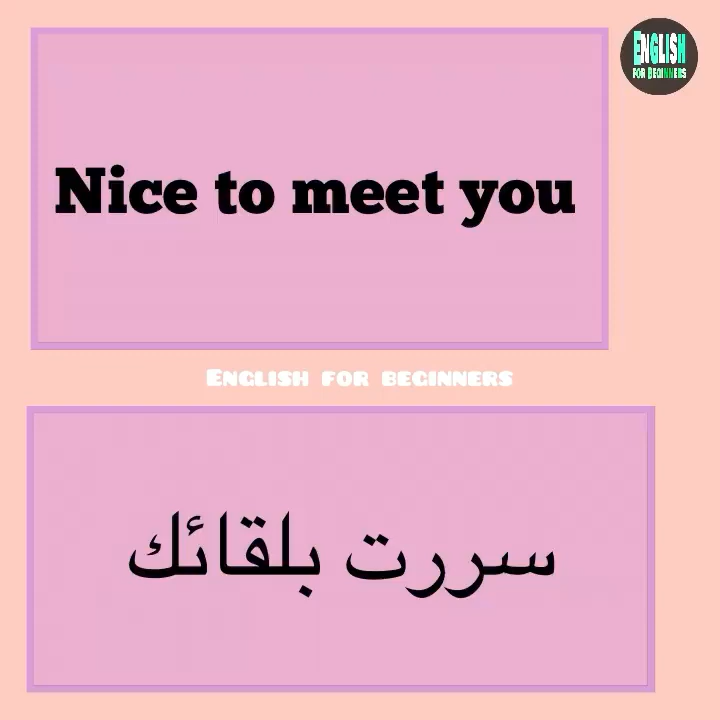 ENGLISH
FOR BEGINNERS
Nice to meet you
ENGLISH FOR BEGINNERS
سررت بلقائك